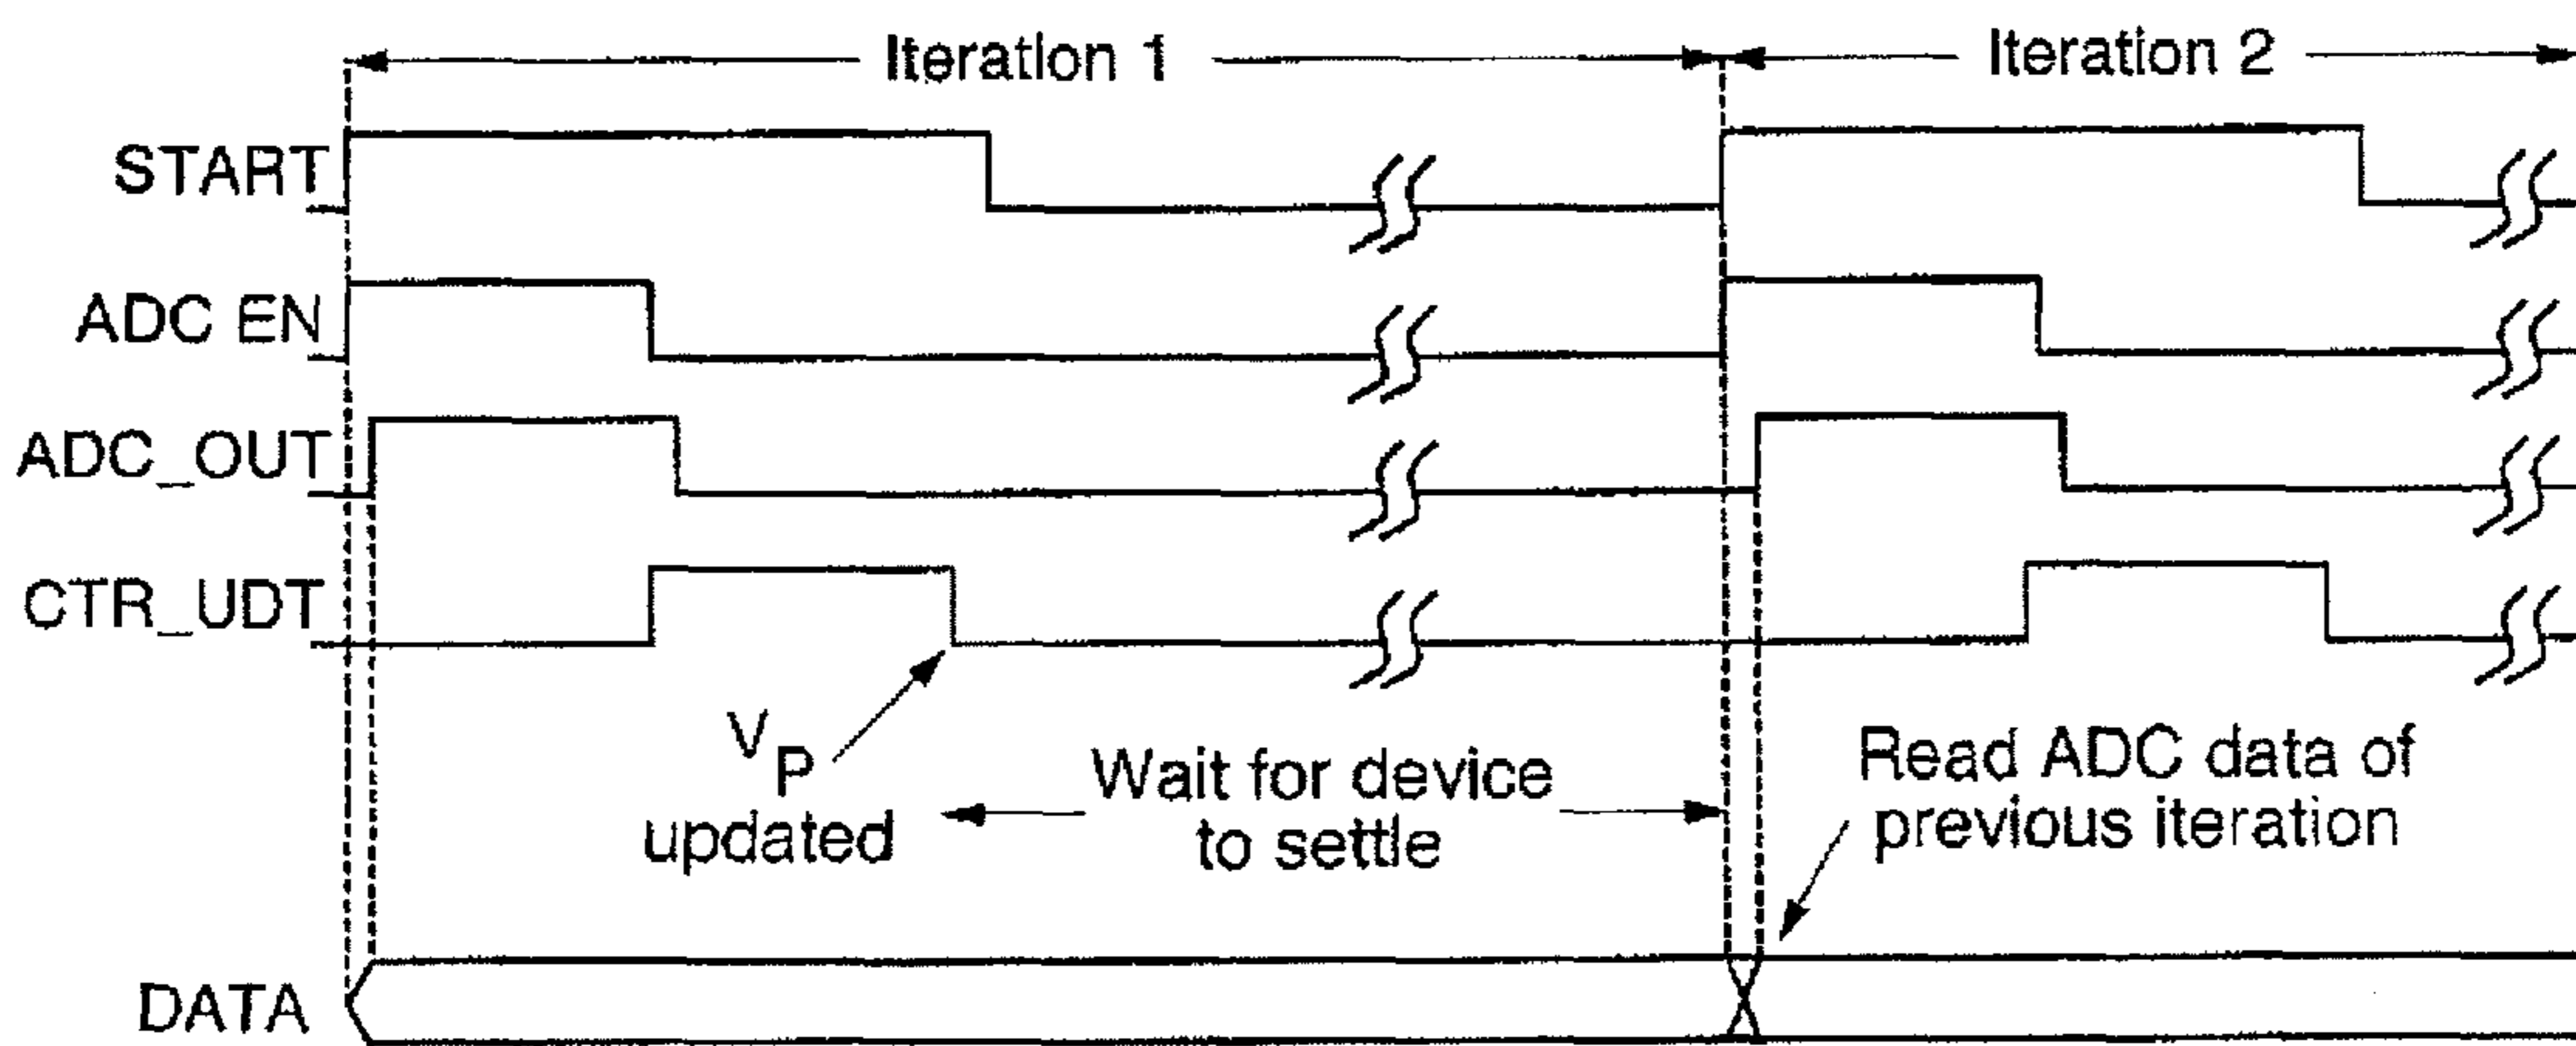 Iteration 1
Iteration 2
START
ADC EN
ADC_OUT
CTR_UDT
VP
updated
Wait for device
to settle
Read ADC data of
previous iteration
DATA